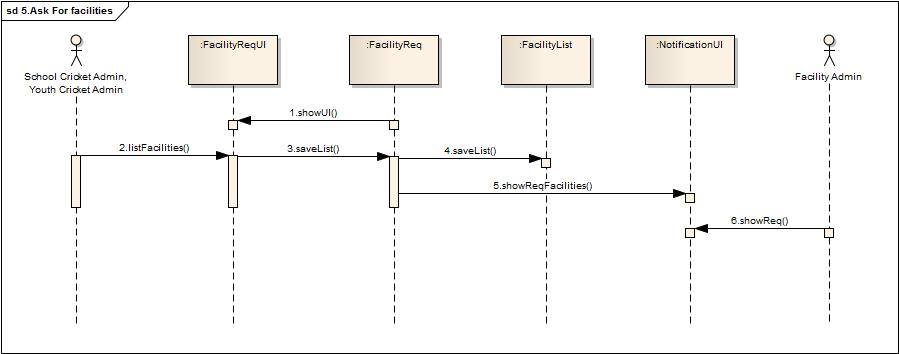 sd 5.Ask For facilities
:FacilityReqUI
:FacilityReq
:FacilityList
:NotificationUI
School Cricket Admin,
Youth Cricket Admin
Facility Admin
1.showUI()
2.listFacilities()
3.saveList()
4.saveList()
5.showReqFacilities()
6.showReq()